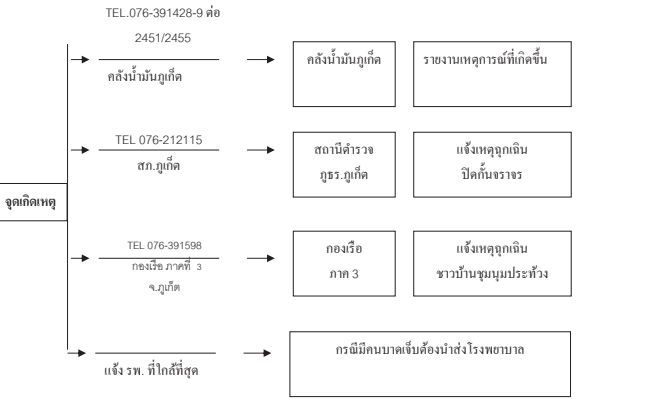 TEL.076-391428-9 ต่อ
2451/2455
คลังน้ำมันภูเก็ต
คลังน้ำมันภูเก็ต
รายงานเหตุการณ์ที่เกิดขึ้น
TEL 076-212115
สภ.ภูเก็ต
สถานีตำรวจ
ภูธร.ภูเก็ต
แจ้งเหตุฉุกเฉิน
ปิดกั้นจราจร
จุดเกิดเหตุ
TEL 076-391598
กองเรือ ภาคที่ 3
จ.ภูเก็ต
กองเรือ
ภาค 3
แจ้งเหตุฉุกเฉิน
ชาวบ้านชุมนุมประท้วง
แจ้ง รพ. ที่ใกล้ที่สุด
กรณีมีคนบาดเจ็บต้องนำส่งโรงพยาบาล